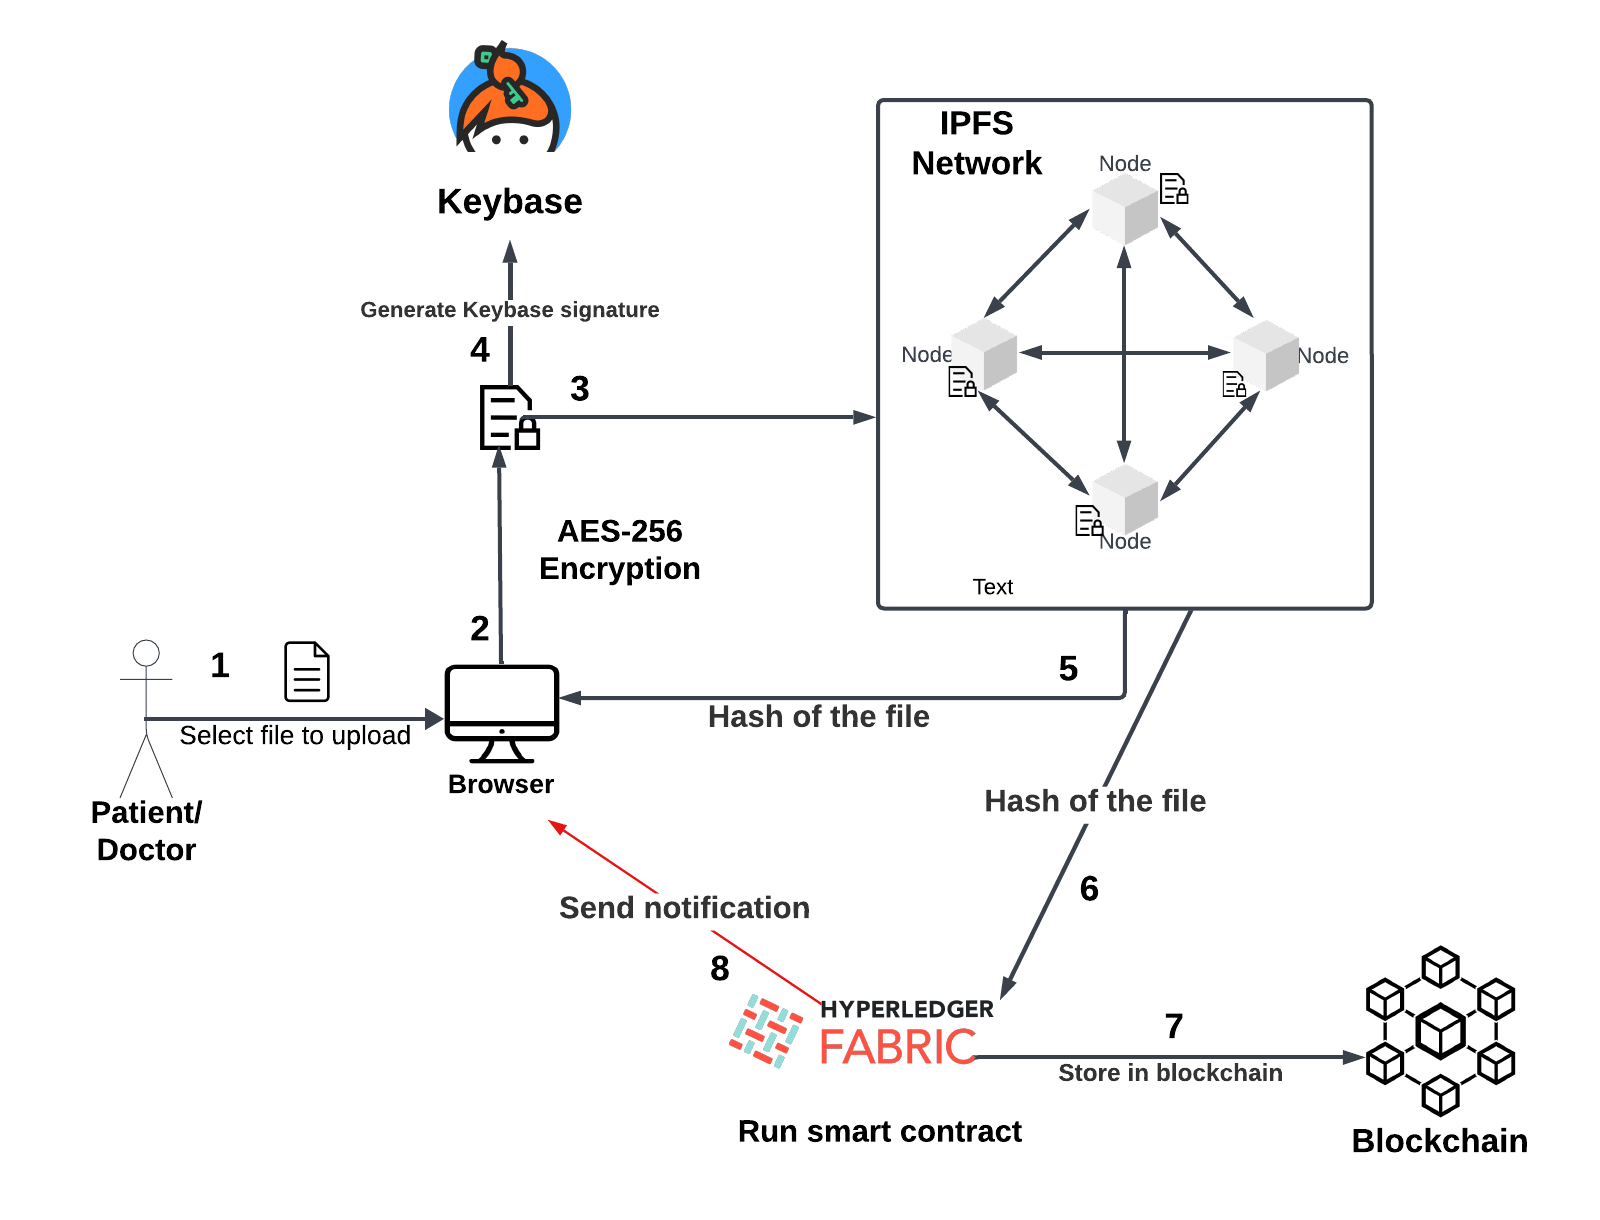 Keybase
Generate Keybase signature
4
3
IPFS
Network
Node
Node
Node
Node
Text
AES-256
Encryption
2
1
Select file to upload
Browser
Patient/
Doctor
5
Hash of the file
Hash of the file
6
Send notification
8
HYPERLEDGER
FABRIC
7
Store in blockchain
Run smart contract
Blockchain